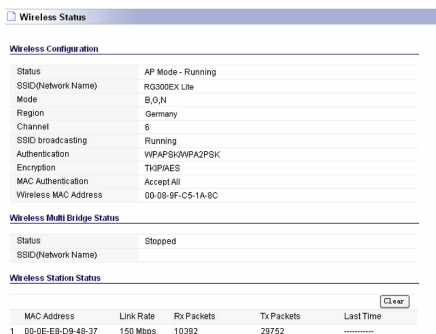 Wireless Status
Wireless Configuration
Status AP Mode - Running
SSID(Network Name) RG300EX Lite
Mode B,G,N
Region Germany
Channel 6
SSID broadcasting Running
Authentication WPAPSK/WPA2PSK
Encryption TKIP/AES
MAC Authentication Accept All
Wireless MAC Address 00-08-9F-C5-1A-8C
Wireless Multi Bridge Status
Status Stopped
SSID(Network Name)
Wireless Station Status
Clear
MAC Address Link Rate Rx Packets Tx Packets Last Time
1 00-0E-E8-D9-48-37 150 Mbps 10392 29752 ----------